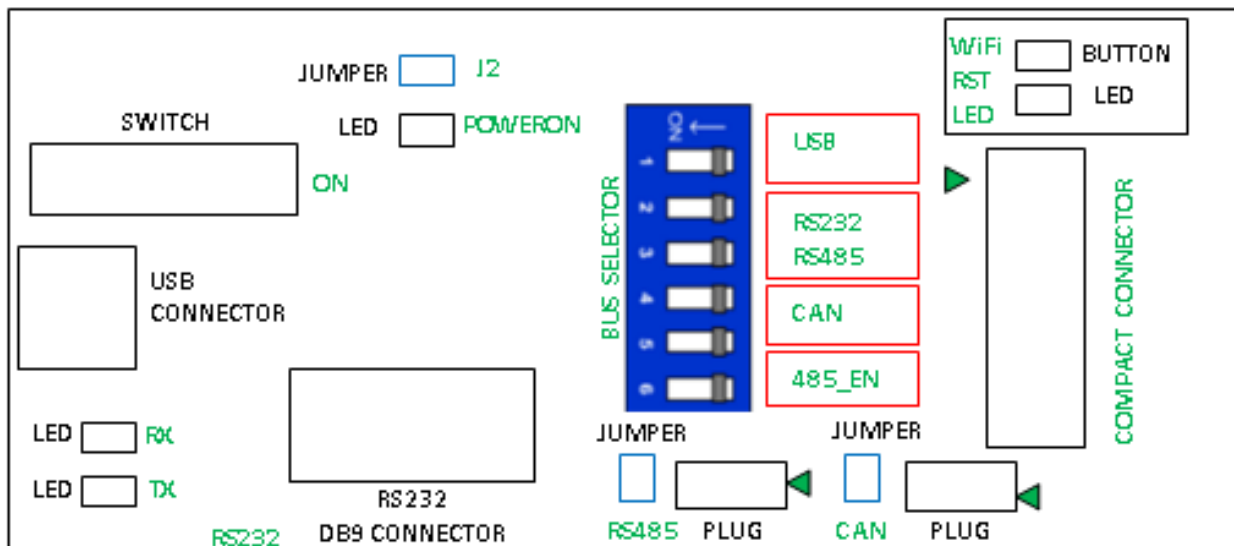 JUMPER J2
LED POWERON
SWITCH
ON
USB
CONNECTOR
LED RX
LED TX
RS232
RS232
DB9 CONNECTOR
BUS SELECTOR
ON
1
2
3
4
5
6
USB
RS232
RS485
CAN
485_EN
JUMPER
RS485
PLUG
JUMPER
CAN
PLUG
WiFi
RST
LED
BUTTON
LED
COMPACT CONNECTOR